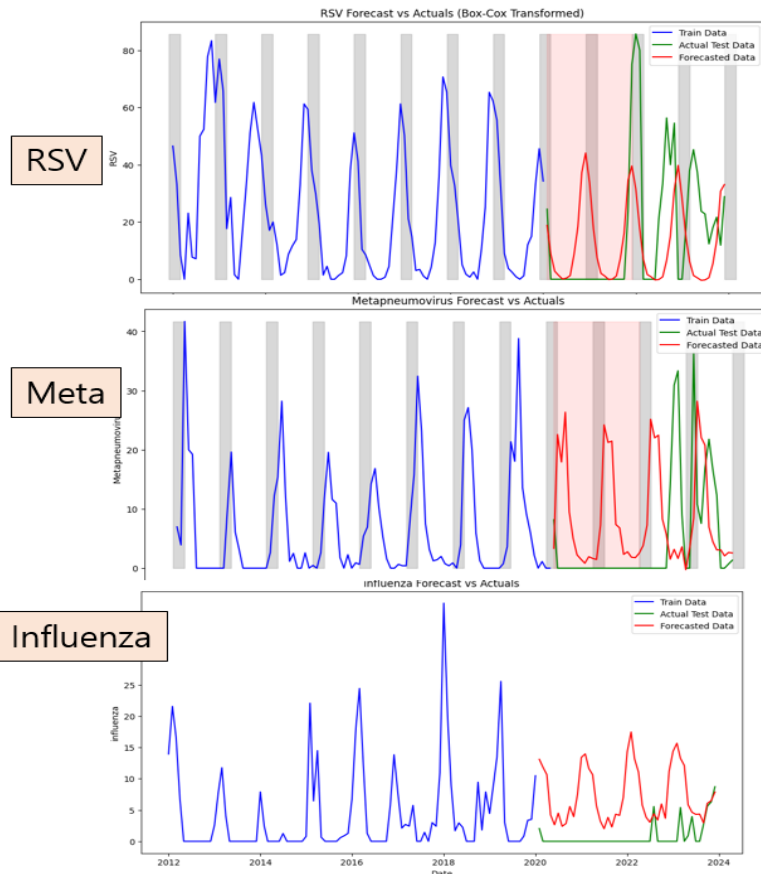 RSV Forecast vs Actuals (Box-Cox Transformed)
Train Data
Actual Test Data
Forecasted Data
80
60
40
20
0
RSV
RSV
Metapneumovirus Forecast vs Actuals
Train Data
Actual Test Data
Forecasted Data
40
30
20
10
0
Metapneumovirus
Meta
Influenza Forecast vs Actuals
Train Data
Actual Test Data
Forecasted Data
25
20
15
10
5
0
influenza
Influenza
2012 2014 2016 2018 2020 2022 2024
Date